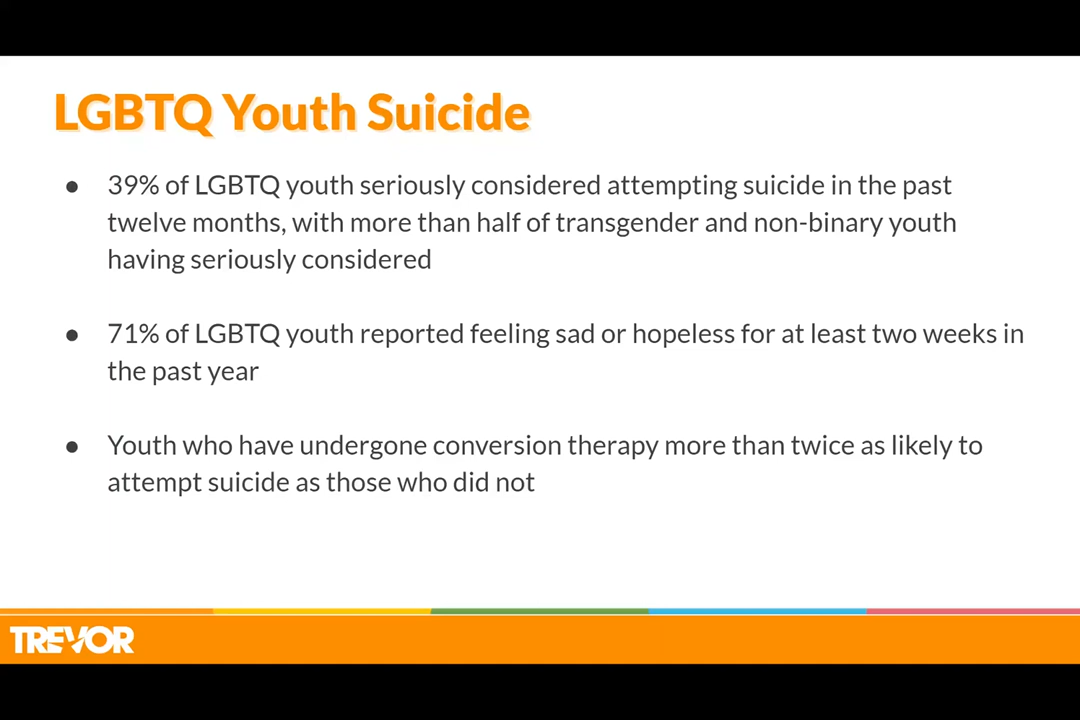 LGBTQ Youth Suicide
● 39% of LGBTQ youth seriously considered attempting suicide in the past
twelve months, with more than half of transgender and non-binary youth
having seriously considered
● 71% of LGBTQ youth reported feeling sad or hopeless for at least two weeks in
the past year
● Youth who have undergone conversion therapy more than twice as likely to
attempt suicide as those who did not
TREVOR